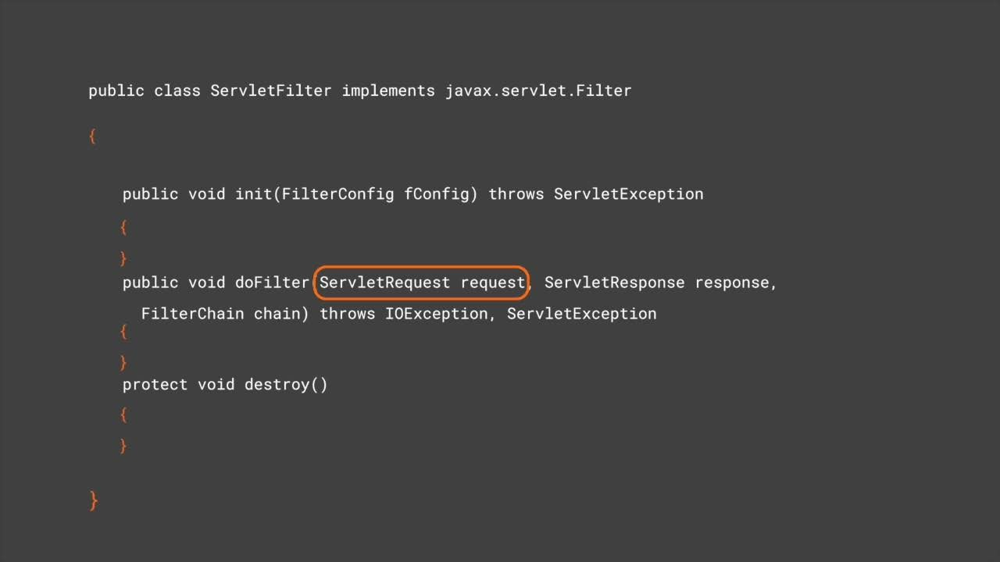 public class ServletFilter implements javax.servlet.Filter
{
public void init(FilterConfig fConfig) throws ServletException
{
}
public void doFilter(ServletRequest request, ServletResponse response,
FilterChain chain) throws IOException, ServletException
{
}
protect void destroy()
{
}
}